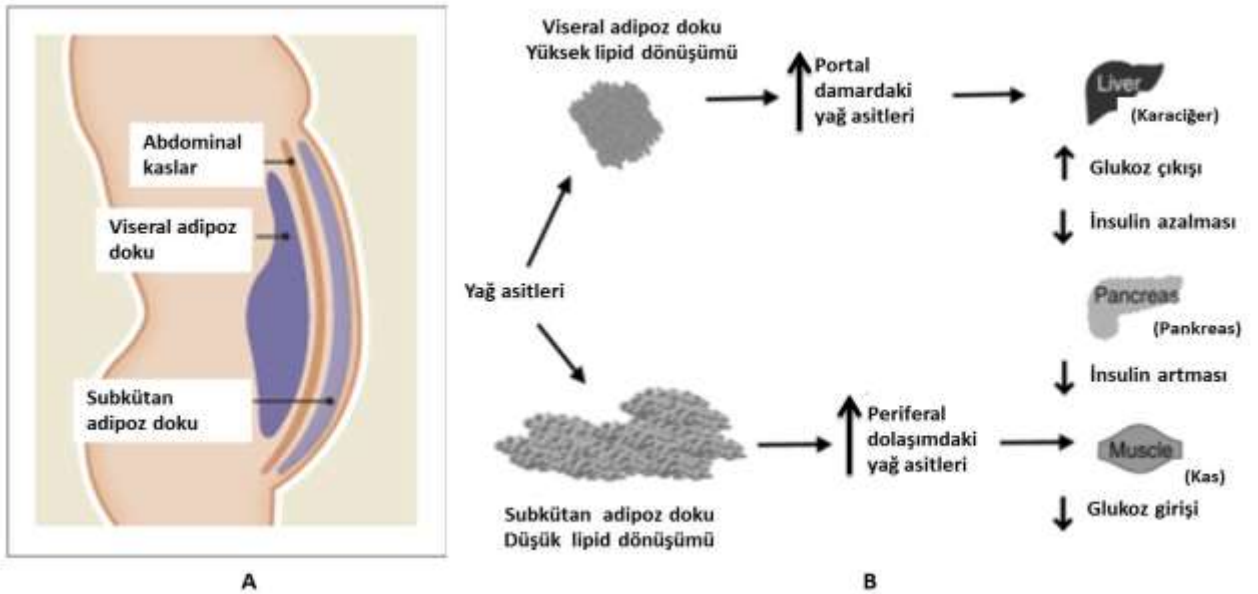 Abdominal
kaslar
Viseral adipoz
doku
Subkütan
adipoz doku
A
Viseral adipoz doku
Yüksek lipid dönüşümü
Portal
damardaki
yağ asitleri
Liver
(Karaciğer)
Glukoz çıkışı
İnsulin azalması
Yağ asitleri
Pancreas
(Pankreas)
İnsulin artması
Periferal
dolaşımdaki
yağ asitleri
Muscle
(Kas)
Glukoz girişi
Subkütan adipoz doku
Düşük lipid dönüşümü
B